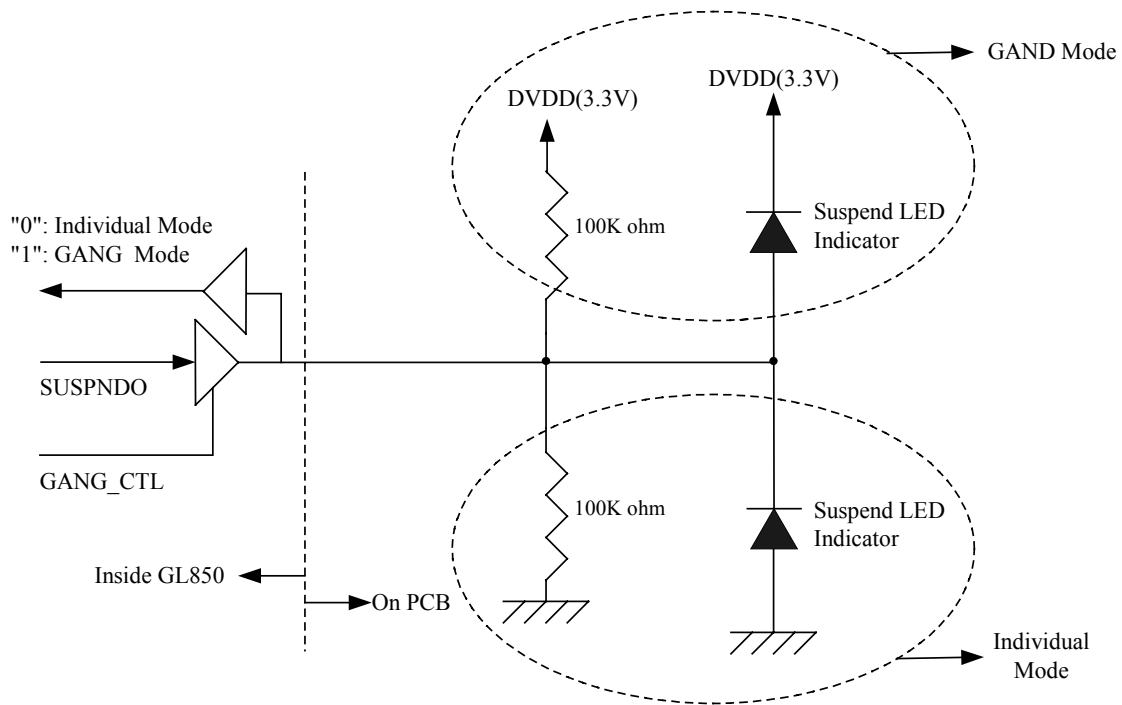 GAND Mode
DVDD(3.3V)
DVDD(3.3V)
"0": Individual Mode
"1": GANG Mode
100K ohm
Suspend LED
Indicator
SUSPNDO
GANG_CTL
100K ohm
Suspend LED
Indicator
Inside GL850
On PCB
Individual
Mode